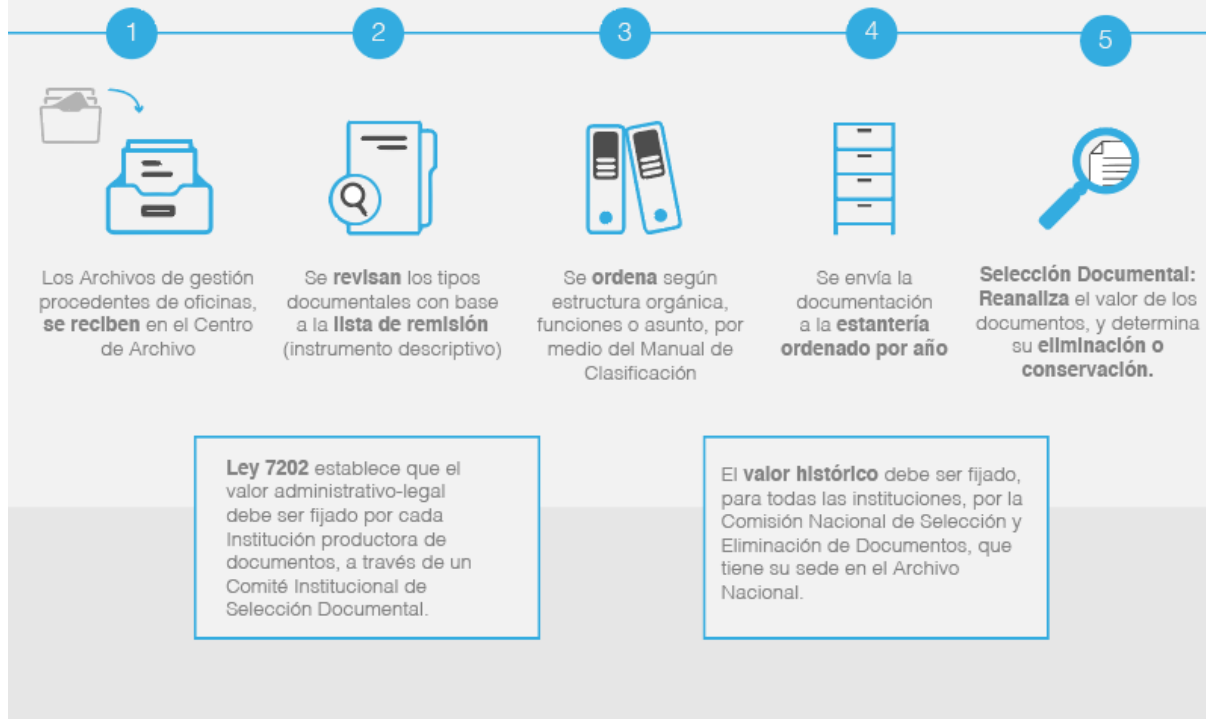 1
2
3
4
5
Los Archivos de gestión
procedentes de oficinas,
se reciben en el Centro
de Archivo
Se revisan los tipos
documentales con base
a la lista de remisión
(instrumento descriptivo)
Se ordena según
estructura orgánica,
funciones o asunto, por
medio del Manual de
Clasificación
Se envía la
documentación
a la estantería
ordenado por año
Selección Documental:
Reanaliza el valor de los
documentos, y determina
su eliminación o
conservación.
Ley 7202 establece que el
valor administrativo-legal
debe ser fijado por cada
Institución productora de
documentos, a través de un
Comité Institucional de
Selección Documental.
El valor histórico debe ser fijado,
para todas las instituciones, por la
Comisión Nacional de Selección y
Eliminación de Documentos, que
tiene su sede en el Archivo
Nacional.